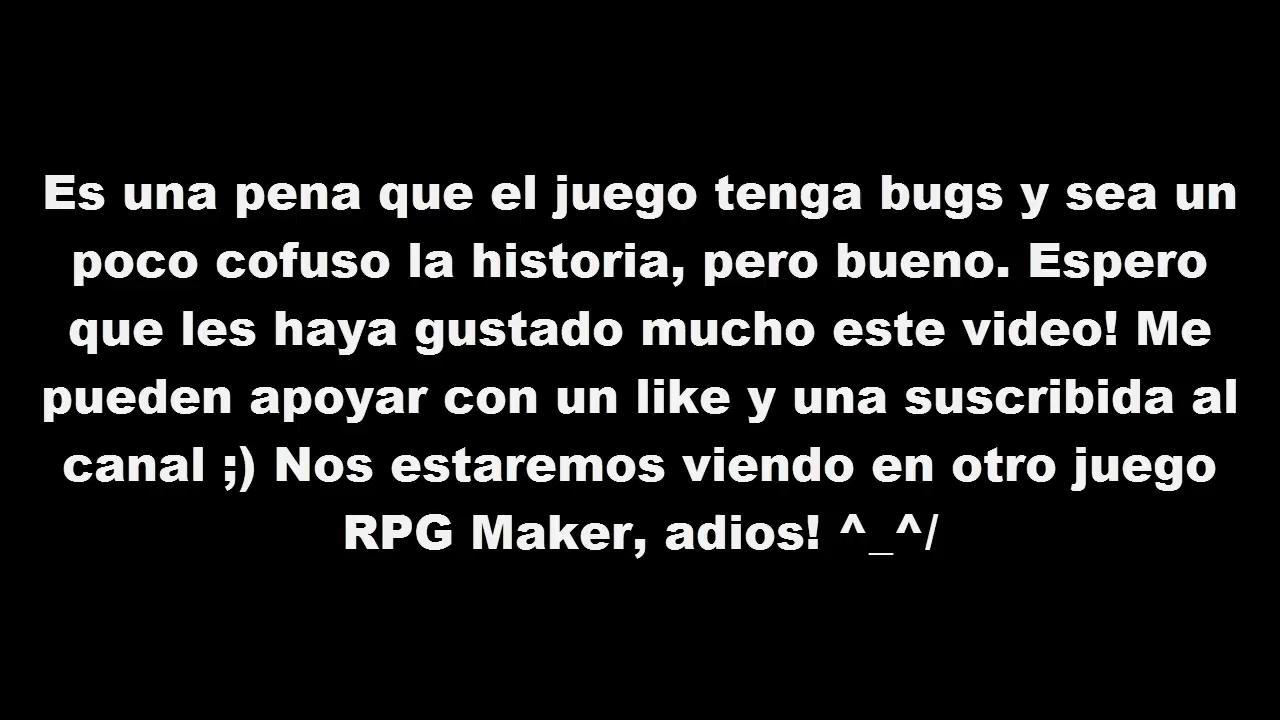 Es una pena que el juego tenga bugs y sea un
poco cofuso la historia, pero bueno. Espero
que les haya gustado mucho este video! Me
pueden apoyar con un like y una suscribida al
canal ;) Nos estaremos viendo en otro juego
RPG Maker, adios! ^_^/